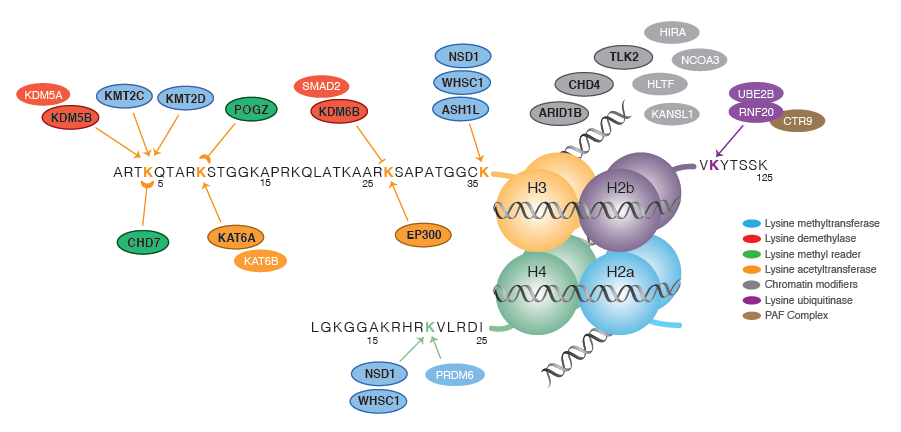 HIRA
NSD1
TLK2
NCOA3
WHSC1
CHD4
HLTF
KDM5A
KMT2C
KMT2D
SMAD2
UBE2B
KDM5B
POGZ
KDM6B
ASH1L
ARID1B
KANSL1
RNF20
CTR9
ARTKQTARKSTGGKAPRKQLATKAARKSAPATGGCK
VKYTSSK
5
15
25
35
125
H3
H2b
CHD7
KAT6A
EP300
KAT6B
H4
H2a
Lysine methyltransferase
Lysine demethylase
Lysine methyl reader
Lysine acetyltransferase
Chromatin modifiers
Lysine ubiquitinase
PAF Complex
LGKGGAKRHRKVLRDI
15
25
NSD1
PRDM6
WHSC1